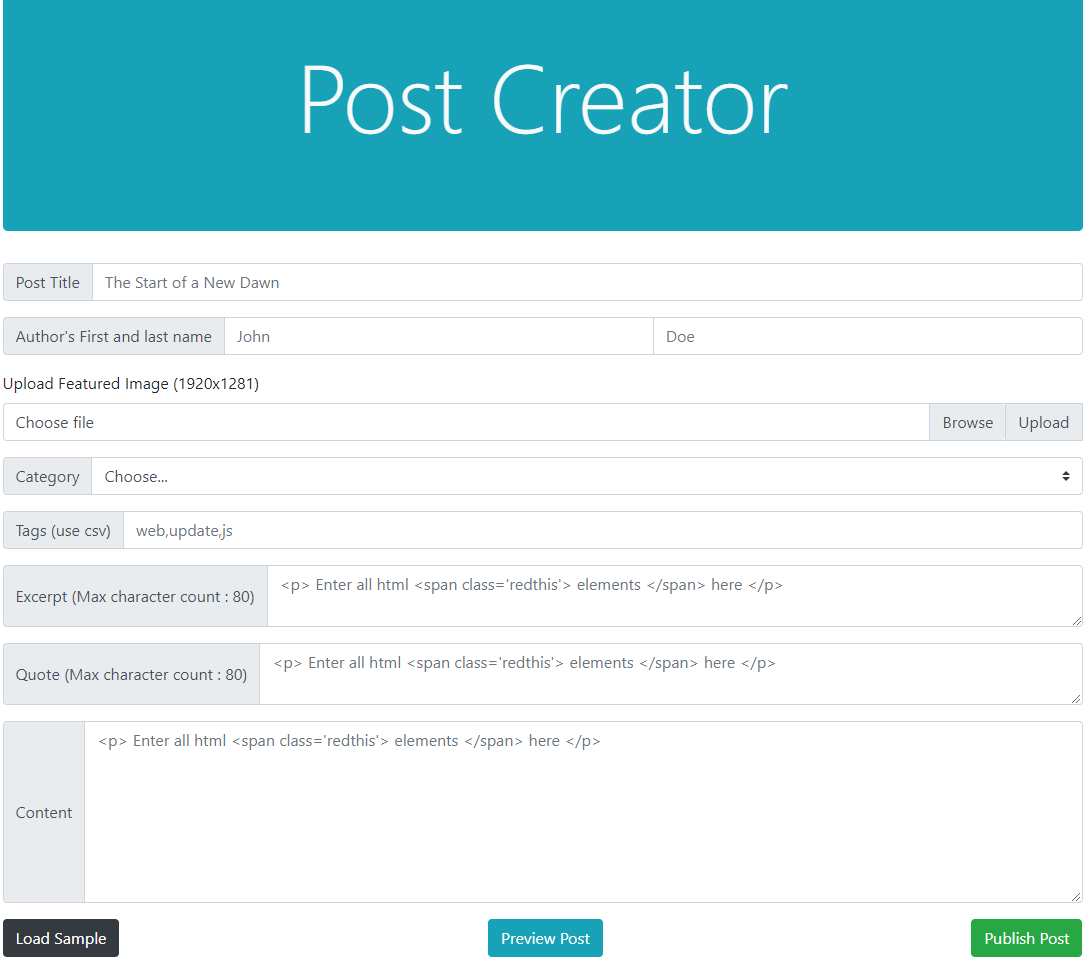 Post Creator
Post Title The Start of a New Dawn
Author's First and last name John Doe
Upload Featured Image (1920x1281)
Choose file Browse Upload
Category Choose...
Tags (use csv) web,update,js
Excerpt (Max character count : 80) <p> Enter all html <span class='redthis'> elements </span> here </p>
Quote (Max character count : 80) <p> Enter all html <span class='redthis'> elements </span> here </p>
Content <p> Enter all html <span class='redthis'> elements </span> here </p>
Load Sample Preview Post Publish Post